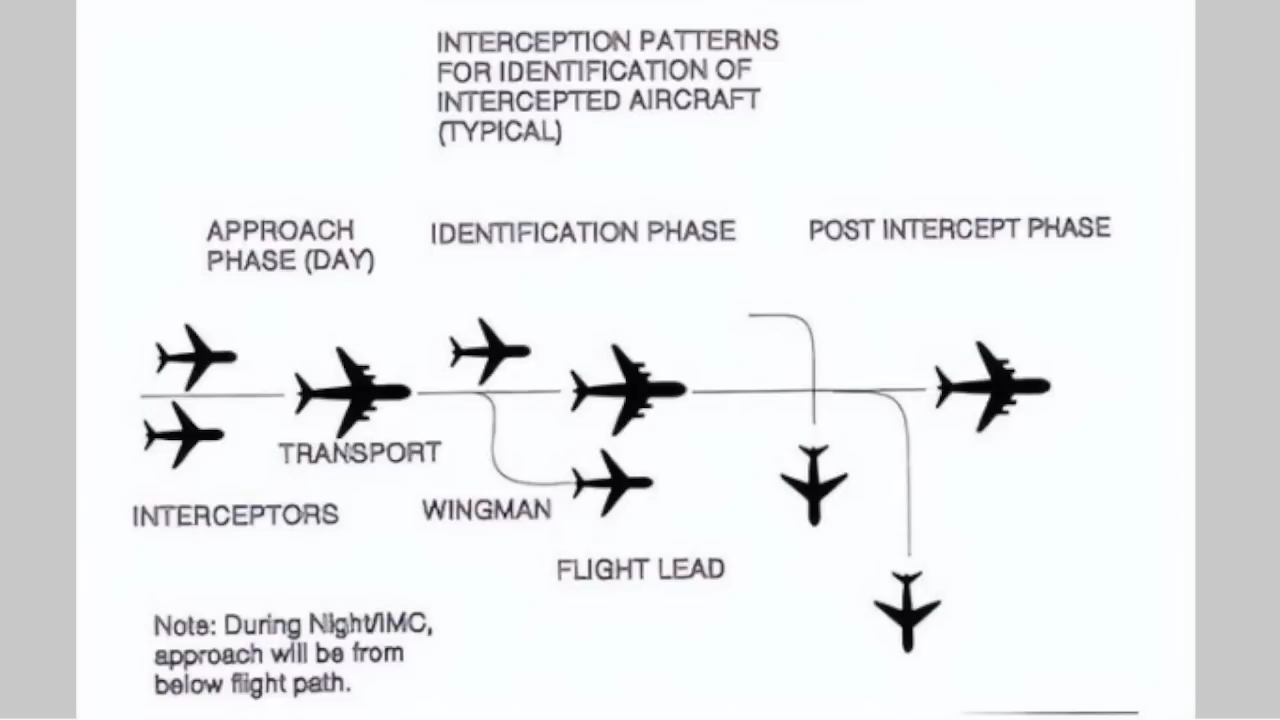 INTERCEPTION PATTERNS
FOR IDENTIFICATION OF
INTERCEPTED AIRCRAFT
(TYPICAL)
APPROACH
PHASE (DAY)
IDENTIFICATION PHASE
POST INTERCEPT PHASE
TRANSPORT
INTERCEPTORS
WINGMAN
FLIGHT LEAD
Note: During Night/IMC,
approach will be from
below flight path.